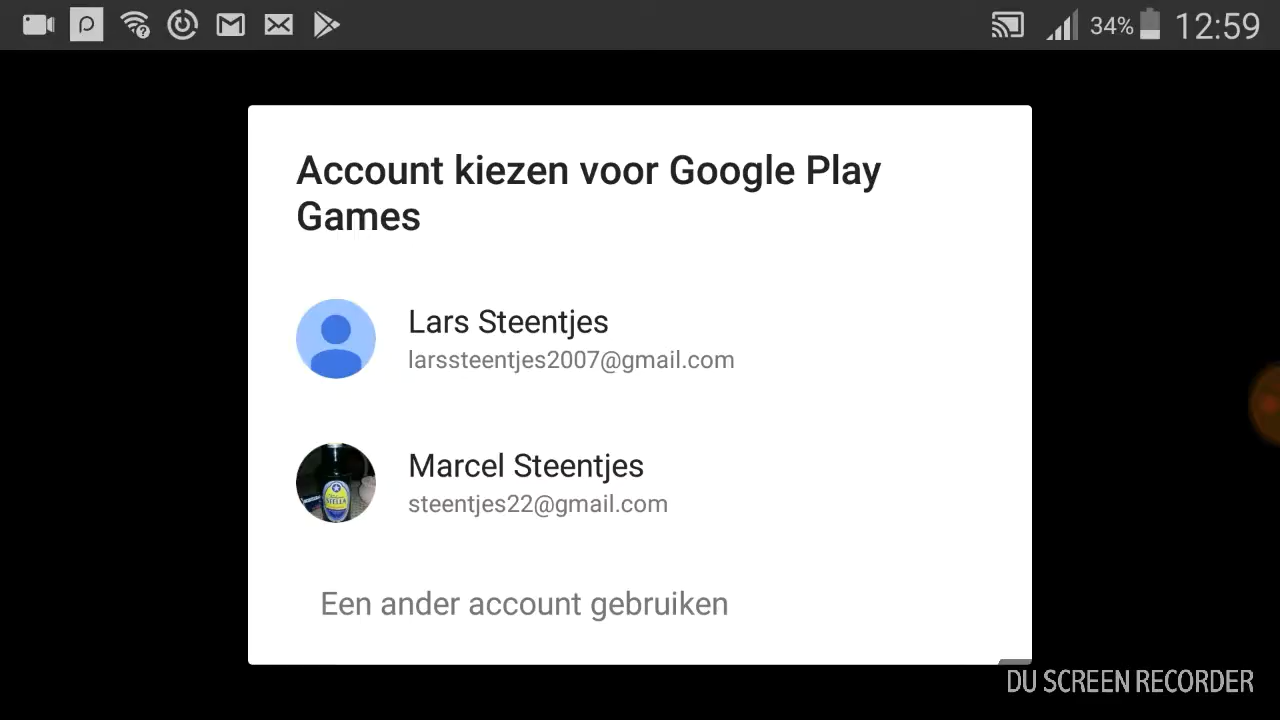 34% 12:59
Account kiezen voor Google Play
Games
Lars Steentjes
larssteentjes2007@gmail.com
STELLA
Marcel Steentjes
steentjes22@gmail.com
Een ander account gebruiken
DU SCREEN RECORDER